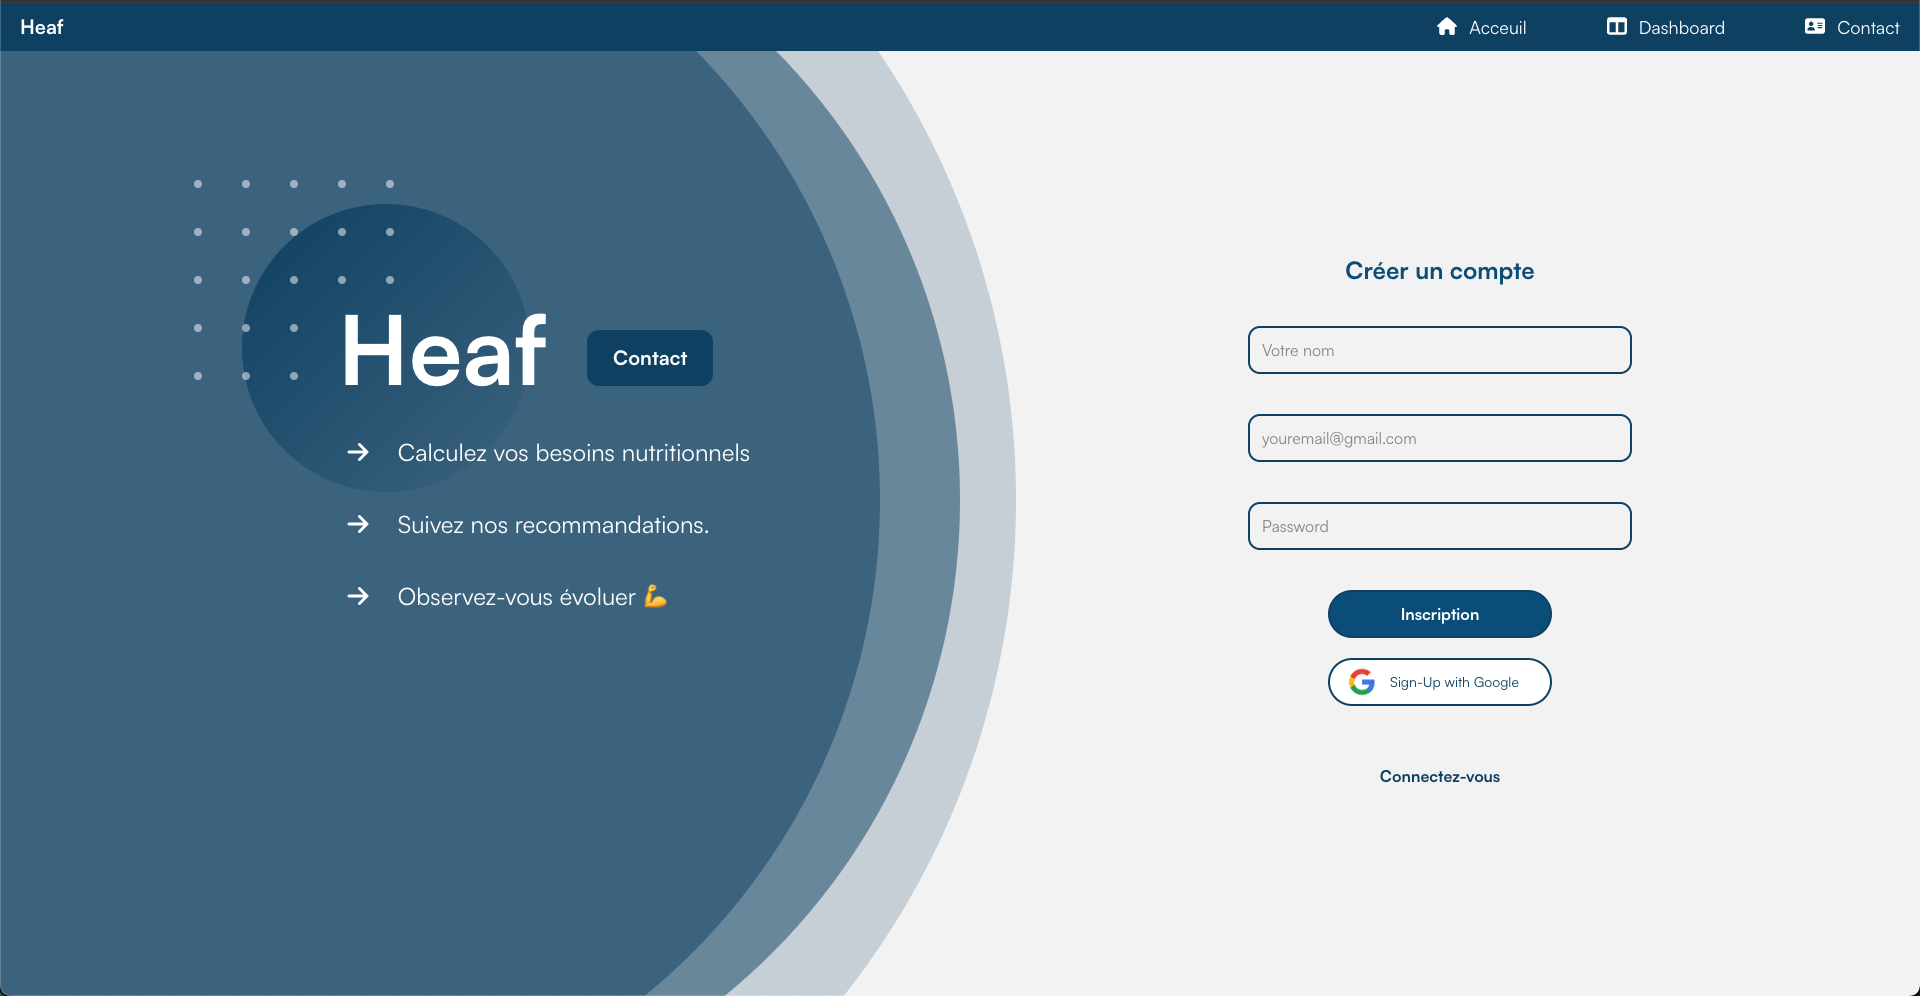 Heaf
Acceuil
Dashboard
Contact
Heaf
Contact
Calculez vos besoins nutritionnels
Suivez nos recommandations.
Observez-vous évoluer 💪
Créer un compte
Votre nom
youremail@gmail.com
Password
Inscription
Sign-Up with Google
Connectez-vous